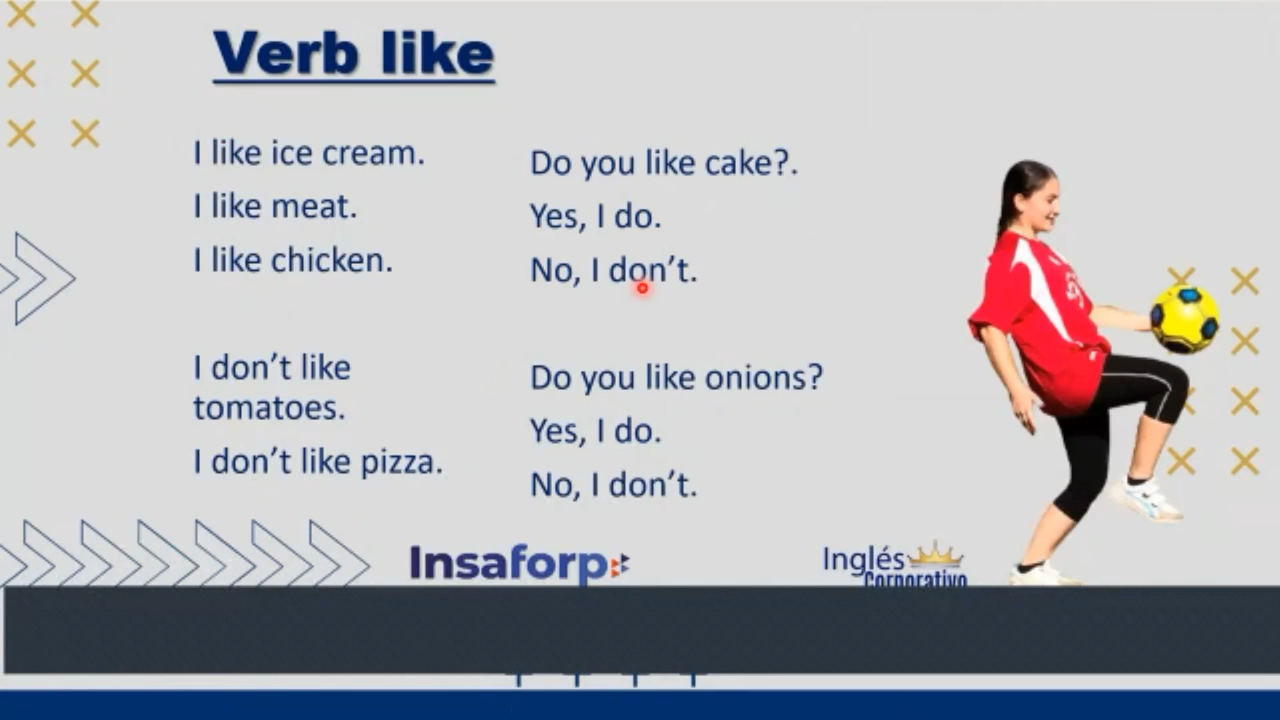 Verb like
I like ice cream.
I like meat.
I like chicken.
I don’t like
tomatoes.
I don’t like pizza.
Do you like cake?.
Yes, I do.
No, I don’t.
Do you like onions?
Yes, I do.
No, I don’t.
Insaforp
Inglés
Corporativo